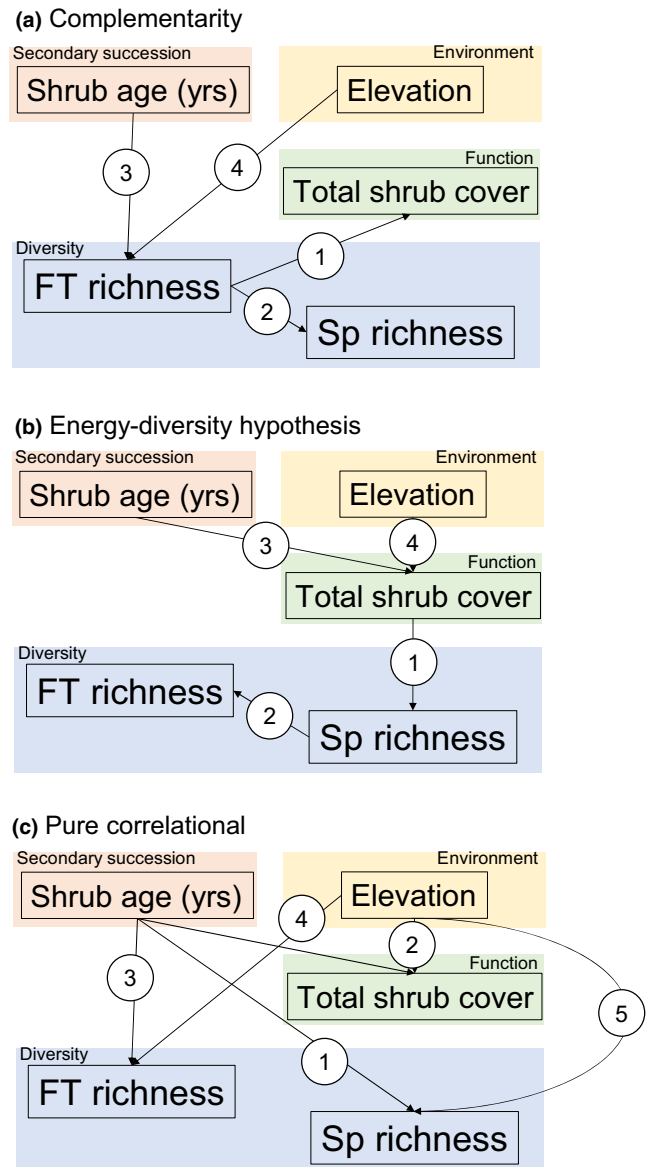 (a) Complementarity
Secondary succession
Environment
Shrub age (yrs)
Elevation
3
4
Function
Total shrub cover
Diversity
1
FT richness
2
Sp richness
(b) Energy-diversity hypothesis
Secondary succession
Environment
Shrub age (yrs)
Elevation
3
4
Function
Total shrub cover
Diversity
1
FT richness
2
Sp richness
(c) Pure correlational
Secondary succession
Environment
Shrub age (yrs)
Elevation
4
2
3
Function
Total shrub cover
5
Diversity
1
FT richness
Sp richness